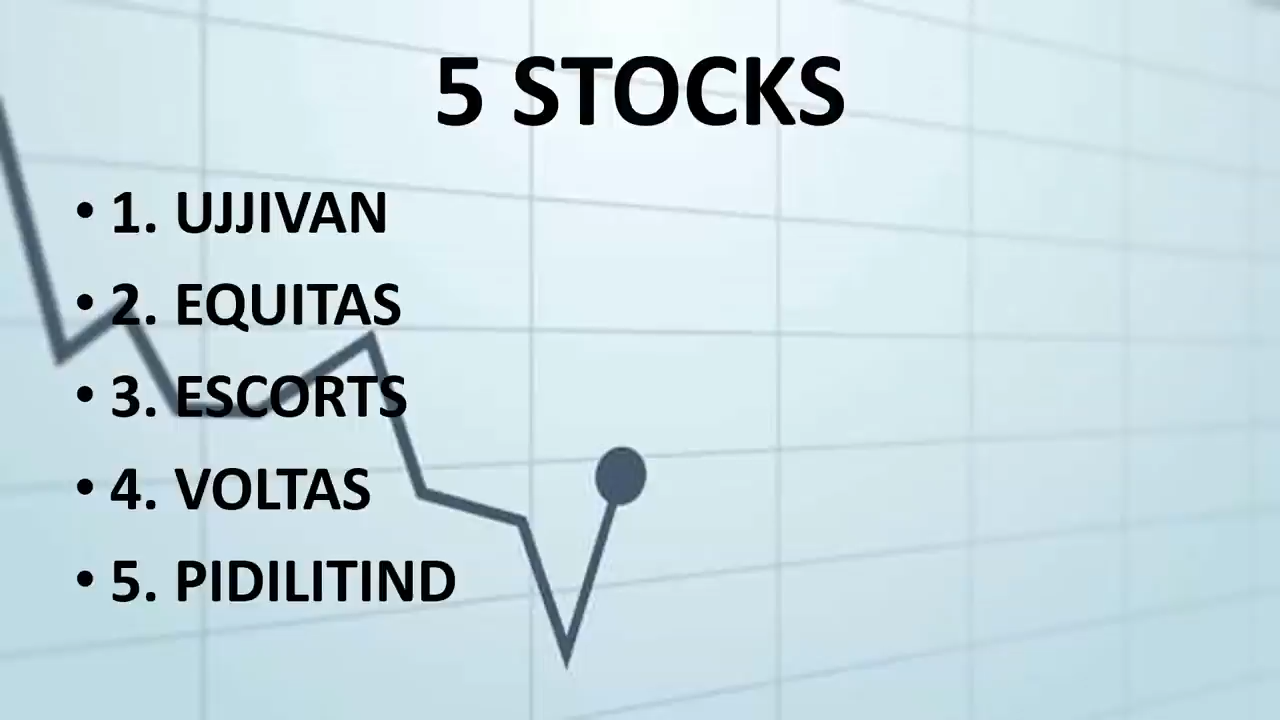 5 STOCKS
• 1. UJJIVAN
• 2. EQUITAS
• 3. ESCORTS
• 4. VOLTAS
• 5. PIDILITIND